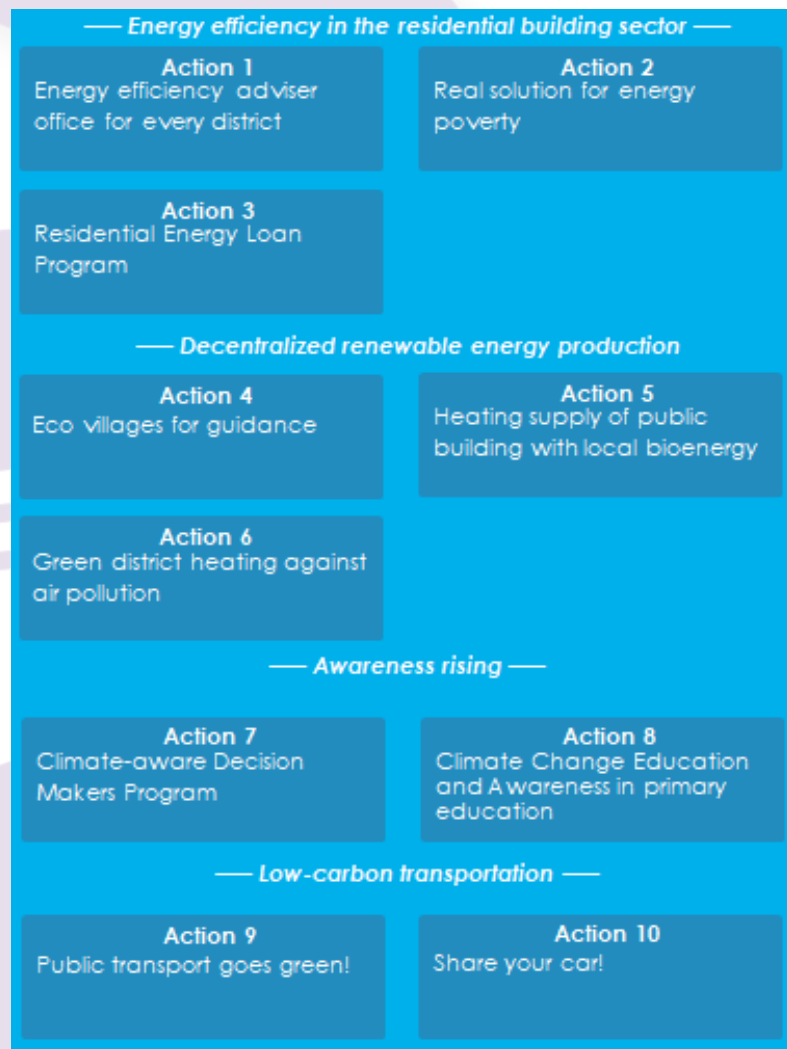 Energy efficiency in the residential building sector
Action 1
Energy efficiency adviser
office for every district
Action 2
Real solution for energy
poverty
Action 3
Residential Energy Loan
Program
Decentralized renewable energy production
Action 4
Eco villages for guidance
Action 5
Heating supply of public
building with local bioenergy
Action 6
Green district heating against
air pollution
Awareness rising
Action 7
Climate-aware Decision
Makers Program
Action 8
Climate Change Education
and Awareness in primary
education
Low-carbon transportation
Action 9
Public transport goes green!
Action 10
Share your car!